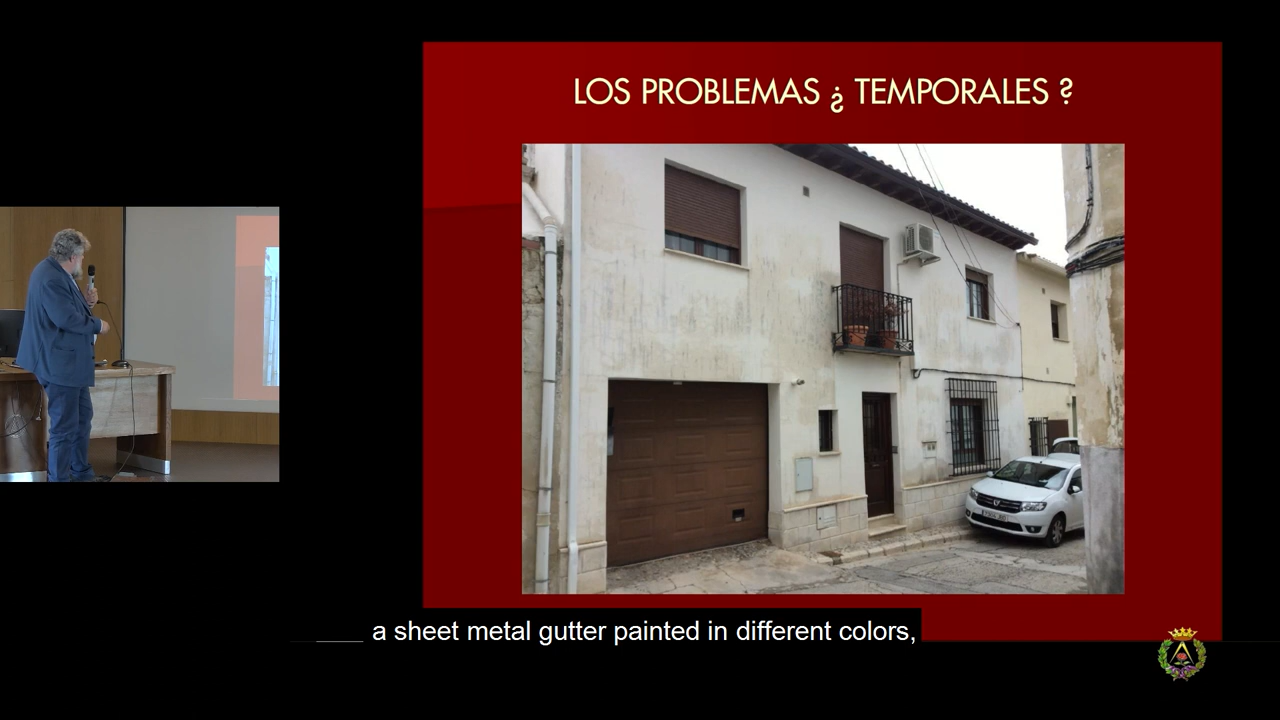 LOS PROBLEMAS ¿ TEMPORALES ?
a sheet metal gutter painted in different colors,